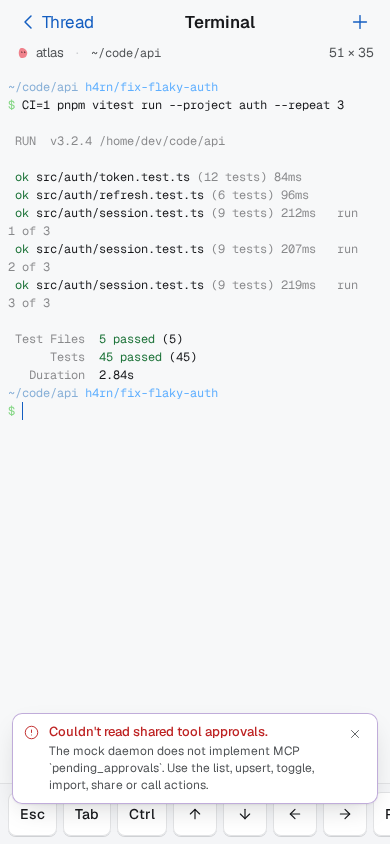 Thread Terminal +
atlas · ~/code/api 51 × 35
~/code/api h4rn/fix-flaky-auth
$ CI=1 pnpm vitest run --project auth --repeat 3
RUN v3.2.4 /home/dev/code/api
ok src/auth/token.test.ts (12 tests) 84ms
ok src/auth/refresh.test.ts (6 tests) 96ms
ok src/auth/session.test.ts (9 tests) 212ms run
1 of 3
ok src/auth/session.test.ts (9 tests) 207ms run
2 of 3
ok src/auth/session.test.ts (9 tests) 219ms run
3 of 3
Test Files 5 passed (5)
Tests 45 passed (45)
Duration 2.84s
~/code/api h4rn/fix-flaky-auth
$
Couldn't read shared tool approvals.
The mock daemon does not implement MCP
`pending_approvals`. Use the list, upsert, toggle,
import, share or call actions.
Esc Tab Ctrl ↑ ↓ ← →